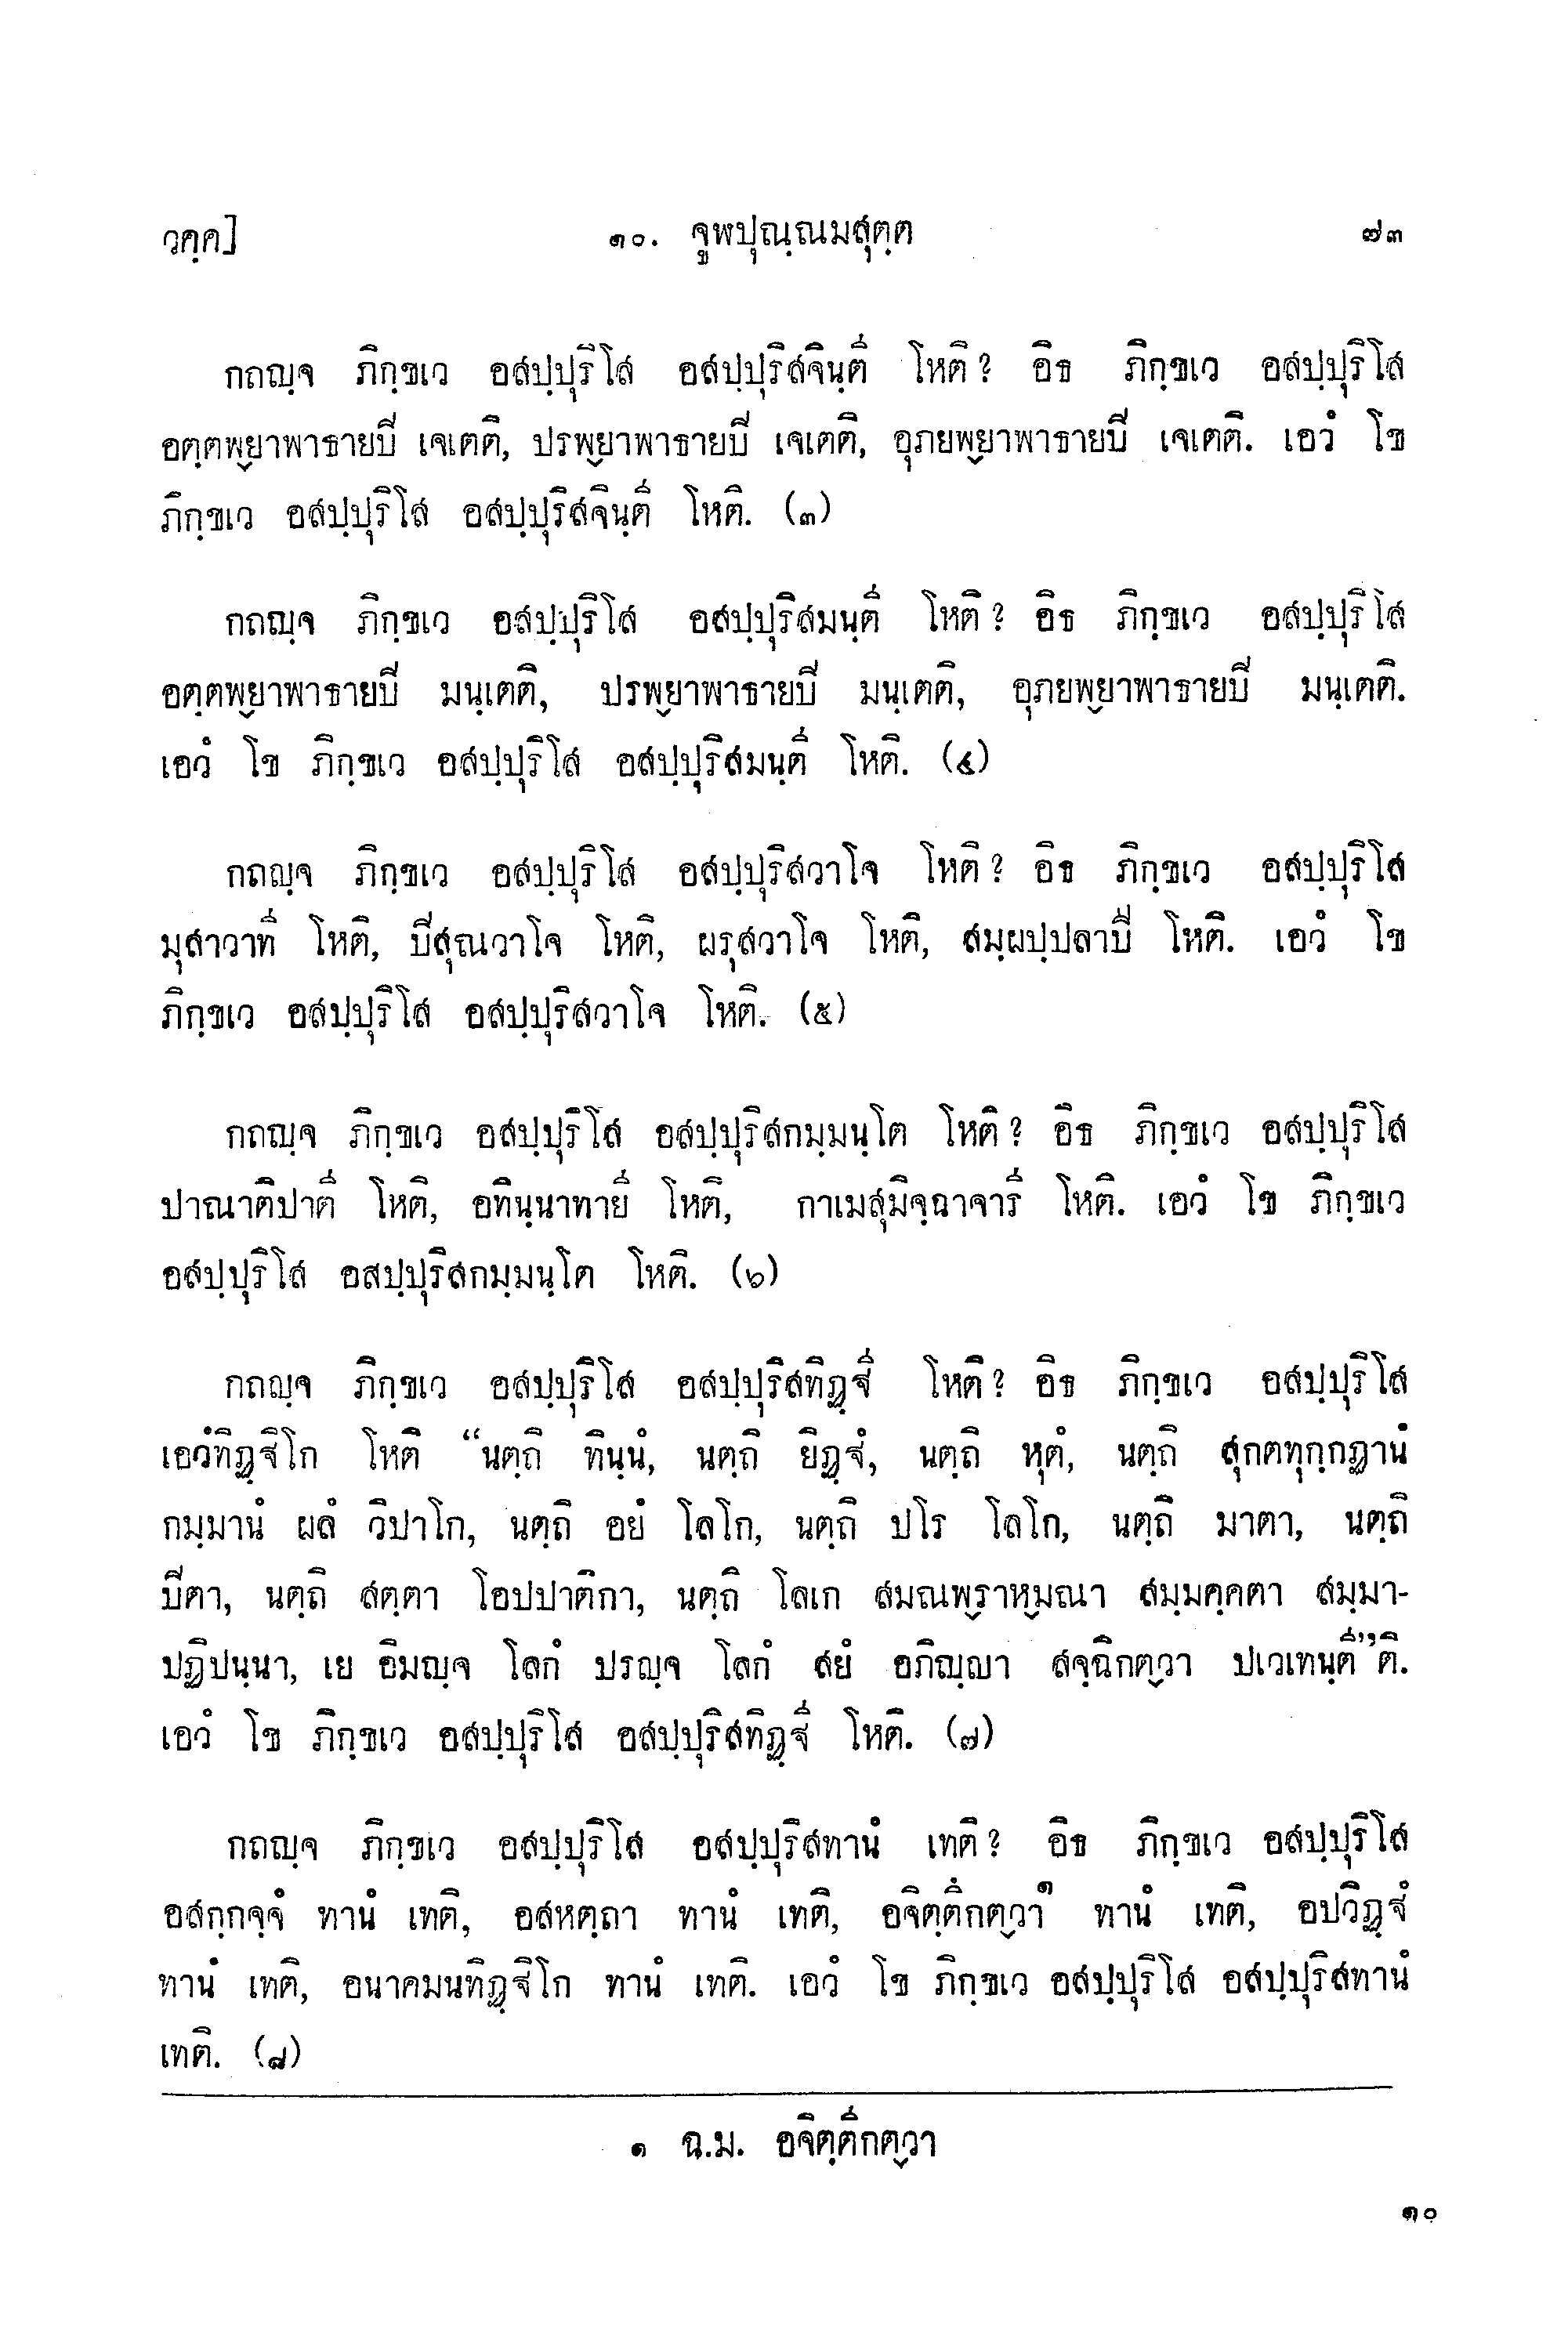 วคฺค]
๑๐. จูฬปุณฺณมสุตฺต
๗๓
กถญฺจ ภิกฺขเว อสปฺปุริโส อสปฺปุริสจินฺตี โหติ? อิธ ภิกฺขเว อสปฺปุริโส
อตฺตพฺยาพาธายปี เจเตติ, ปรพฺยาพาธายปี เจเตติ, อุภยพฺยาพาธายปี เจเตติ. เอวํ โข
ภิกฺขเว อสปฺปุริโส อสปฺปุริสจินฺตี โหติ. (๓)
กถญฺจ ภิกฺขเว อสปฺปุริโส อสปฺปุริสมนฺตี โหติ? อิธ ภิกฺขเว อสปฺปุริโส
อตฺตพฺยาพาธายปี มนฺเตติ, ปรพฺยาพาธายปี มนฺเตติ, อุภยพฺยาพาธายปี มนฺเตติ.
เอวํ โข ภิกฺขเว อสปฺปุริโส อสปฺปุริสมนฺตี โหติ. (๔)
กถญฺจ ภิกฺขเว อสปฺปุริโส อสปฺปุริสวาโจ โหติ? อิธ ภิกฺขเว อสปฺปุริโส
มุสาวาที โหติ, ปิสุณวาโจ โหติ, ผรุสวาโจ โหติ, สมฺผปฺปลาปี โหติ. เอวํ โข
ภิกฺขเว อสปฺปุริโส อสปฺปุริสวาโจ โหติ. (๕)
กถญฺจ ภิกฺขเว อสปฺปุริโส อสปฺปุริสกมฺมนฺโต โหติ? อิธ ภิกฺขเว อสปฺปุริโส
ปาณาติปาตี โหติ, อทินฺนาทายี โหติ, กาเมสุมิจฺฉาจารี โหติ. เอวํ โข ภิกฺขเว
อสปฺปุริโส อสปฺปุริสกมฺมนฺโต โหติ. (๖)
กถญฺจ ภิกฺขเว อสปฺปุริโส อสปฺปุริสทิฏฺฐี โหติ? อิธ ภิกฺขเว อสปฺปุริโส
เอวํทิฏฺฐิโก โหติ “นตฺถิ ทินฺนํ, นตฺถิ ยิฏฺฐํ, นตฺถิ หุตํ, นตฺถิ สุกตทุกฺกฏานํ
กมฺมานํ ผลํ วิปาโก, นตฺถิ อยํ โลโก, นตฺถิ ปโร โลโก, นตฺถิ มาตา, นตฺถิ
ปิตา, นตฺถิ สตฺตา โอปปาติกา, นตฺถิ โลเก สมณพฺราหฺมณา สมฺมคฺคตา สมฺมา-
ปฏิปนฺนา, เย อิมญฺจ โลกํ ปรญฺจ โลกํ สยํ อภิญฺญา สจฺฉิกตฺวา ปเวเทนฺตี”ติ.
เอวํ โข ภิกฺขเว อสปฺปุริโส อสปฺปุริสทิฏฺฐี โหติ. (๗)
กถญฺจ ภิกฺขเว อสปฺปุริโส อสปฺปุริสทานํ เทติ? อิธ ภิกฺขเว อสปฺปุริโส
อสกฺกจฺจํ ทานํ เทติ, อสหตฺถา ทานํ เทติ, อจิตฺตึกตฺวา๑ ทานํ เทติ, อปวิฏฺฐํ
ทานํ เทติ, อนาคมนทิฏฺฐิโก ทานํ เทติ. เอวํ โข ภิกฺขเว อสปฺปุริโส อสปฺปุริสทานํ
เทติ. (๘)
๑ ฉ.ม. อจิตฺตีกตฺวา
๑๐